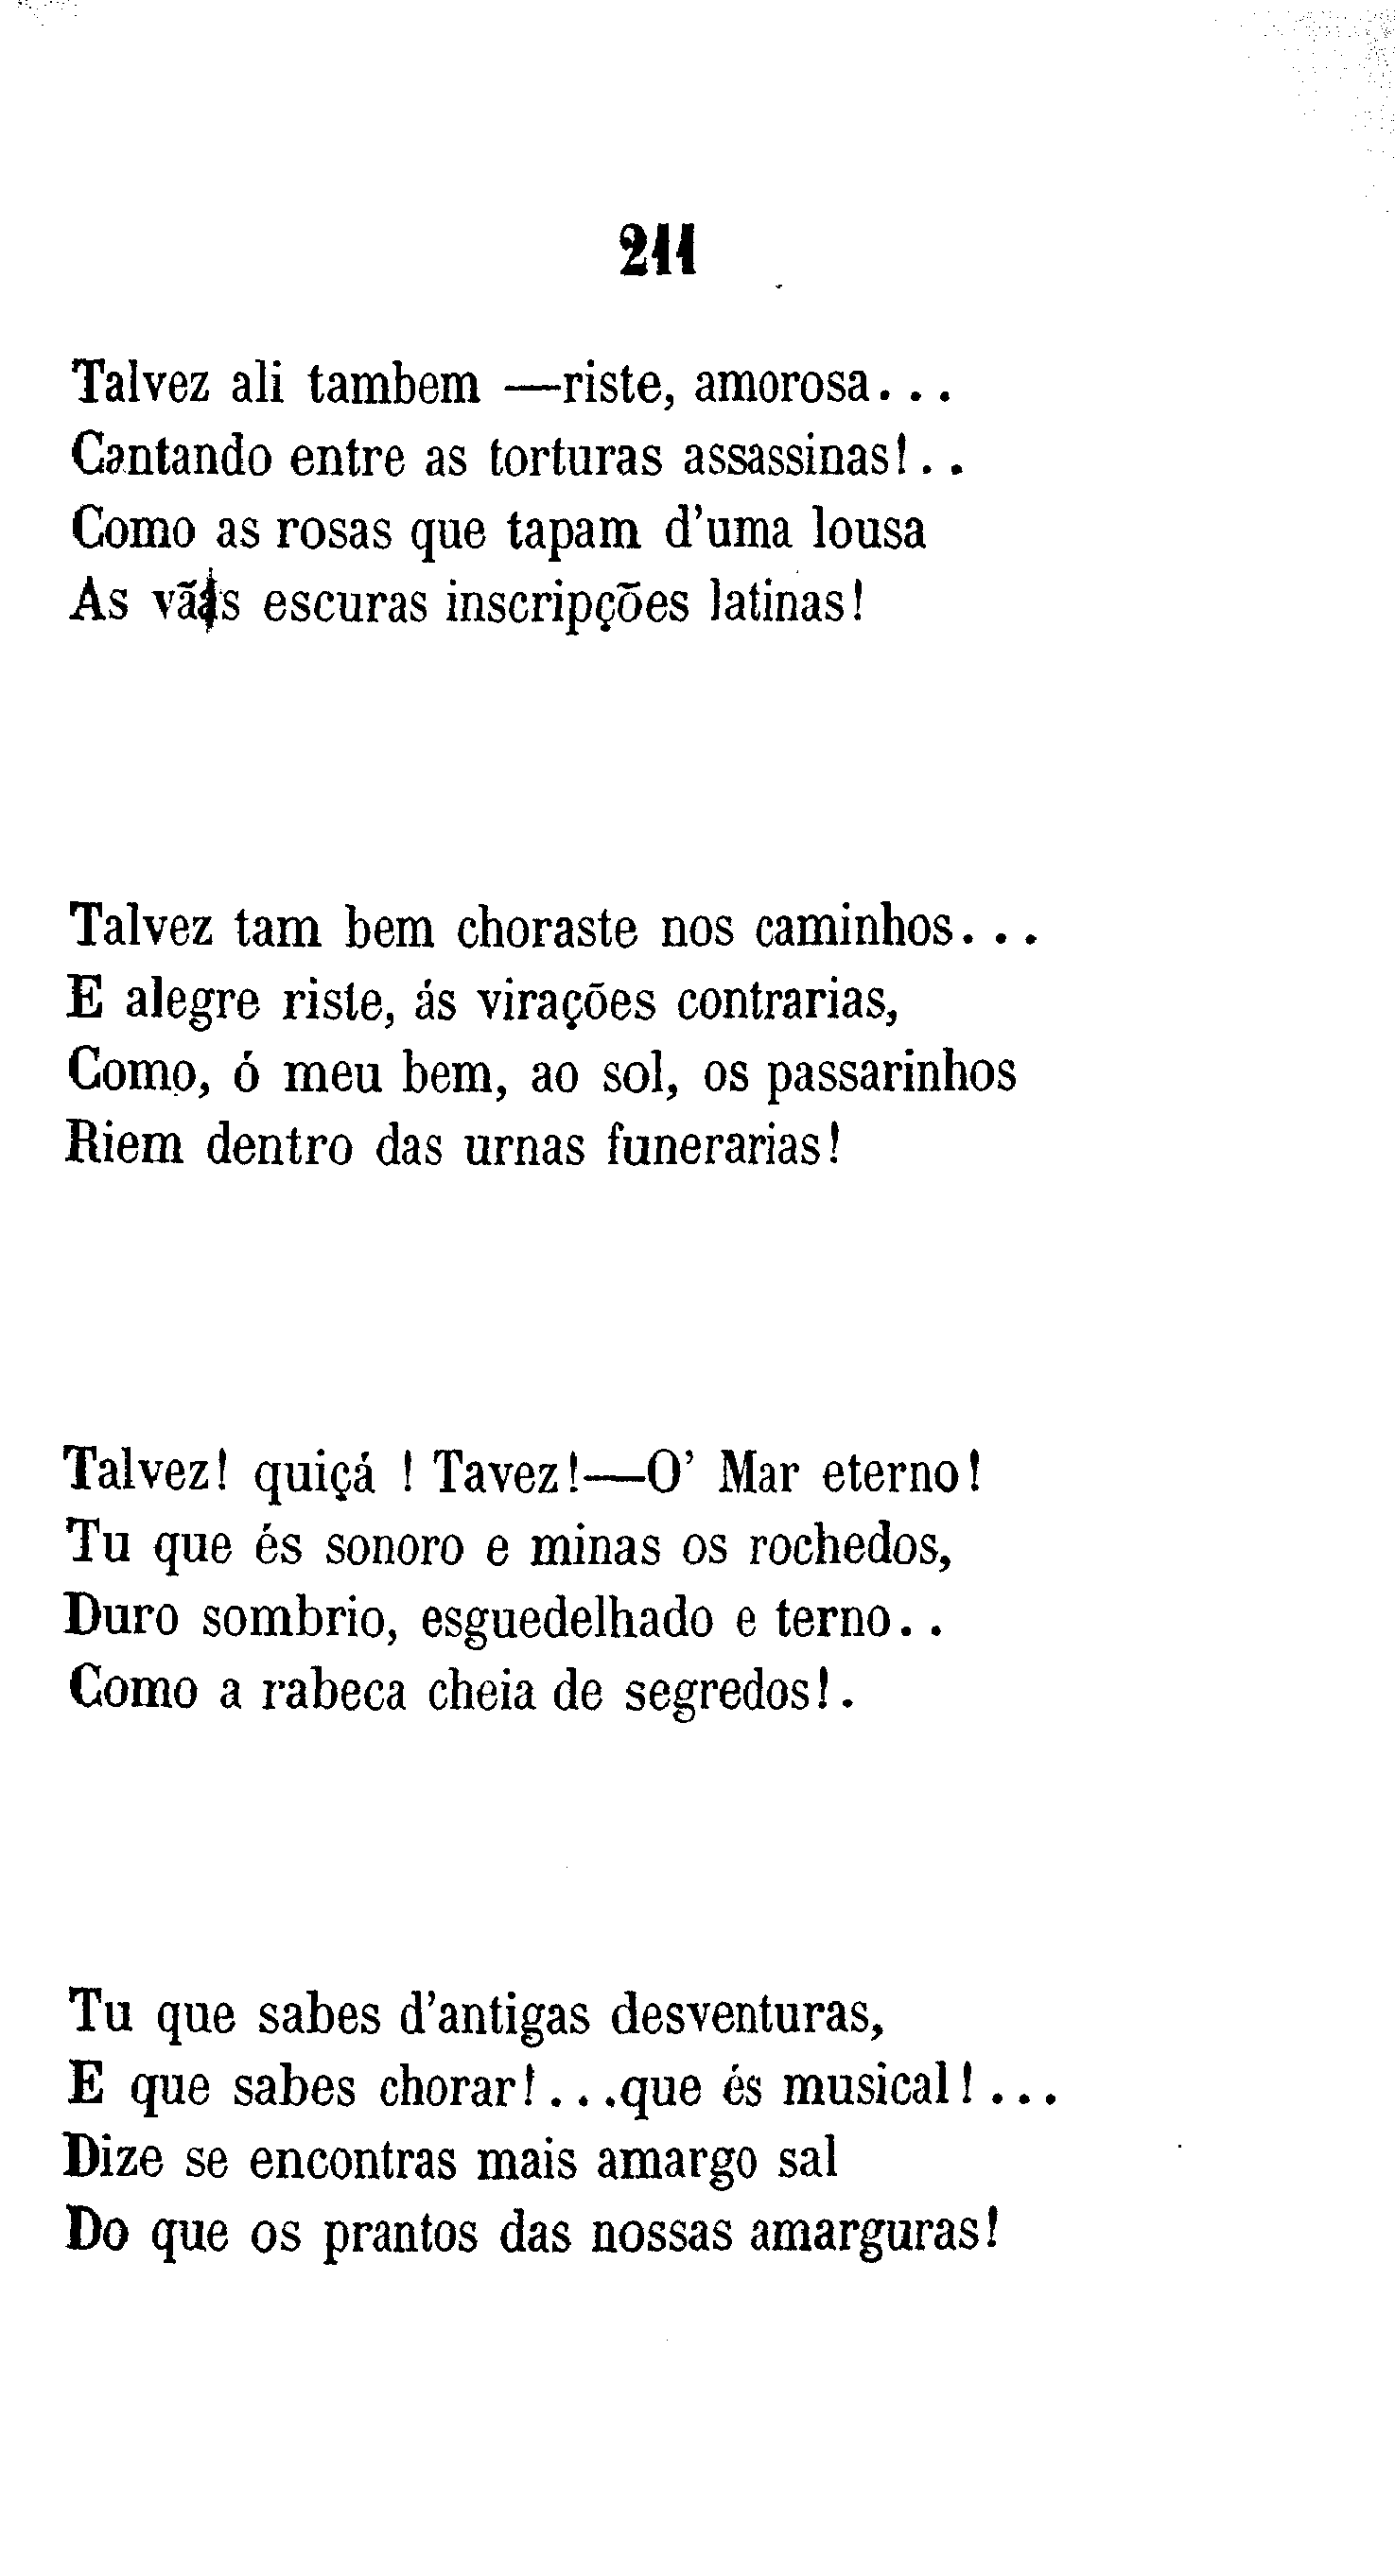 211
Talvez ali tambem —riste, amorosa...
Cantando entre as torturas assassinas!..
Como as rosas que tapam d'uma lousa
As escuras inscripções latinas!
Talvez tam bem choraste nos caminhos...
E alegre riste, ás virações contrarias,
Como, ó meu bem, ao sol, os passarinhos
Riem dentro das urnas funerarias!
Talvez! quiçá ! Tavez!—O' Mar eterno!
Tu que és sonoro e minas os rochedos,
Duro sombrio, esguedelhado e terno..
Como a rabeca cheia de segredos!.
Tu que sabes d'antigas desventuras,
E que sabes chorar!...que és musical!...
Dize se encontras mais amargo sal
Do que os prantos das nossas amarguras!